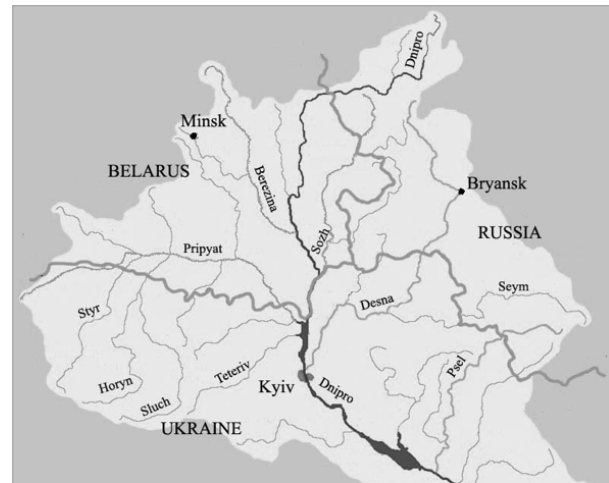 Dnipro
Minsk
BELARUS
Berezina
Bryansk
Sozh
RUSSIA
Pripyat
Seym
Desna
Styr
Psel
Teteriv
Horyn
Kyiv
Dnipro
Sluch
UKRAINE